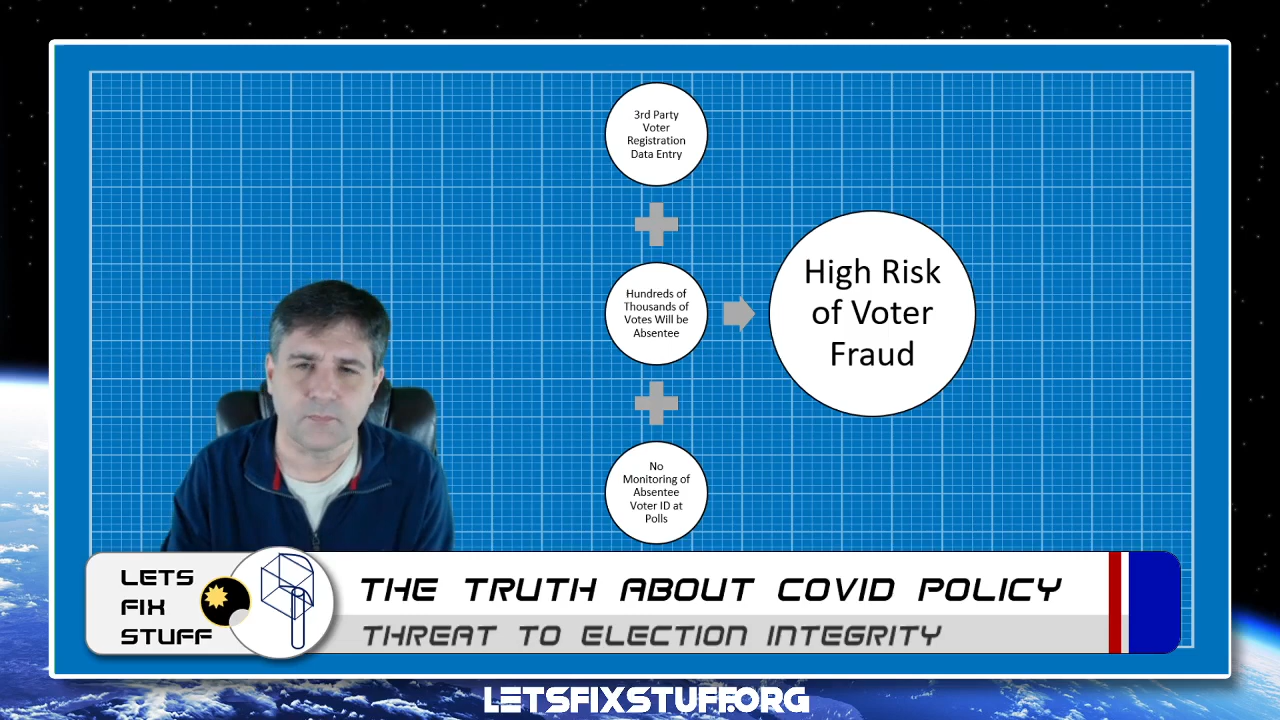 3rd Party
Voter
Registration
Data Entry
Hundreds of
Thousands of
Votes Will be
Absentee
No
Monitoring of
Absentee
Voter ID at
Polls
High Risk
of Voter
Fraud
LETS
FIX
STUFF
THE TRUTH ABOUT COVID POLICY
THREAT TO ELECTION INTEGRITY
LETSFIXSTUFF.ORG